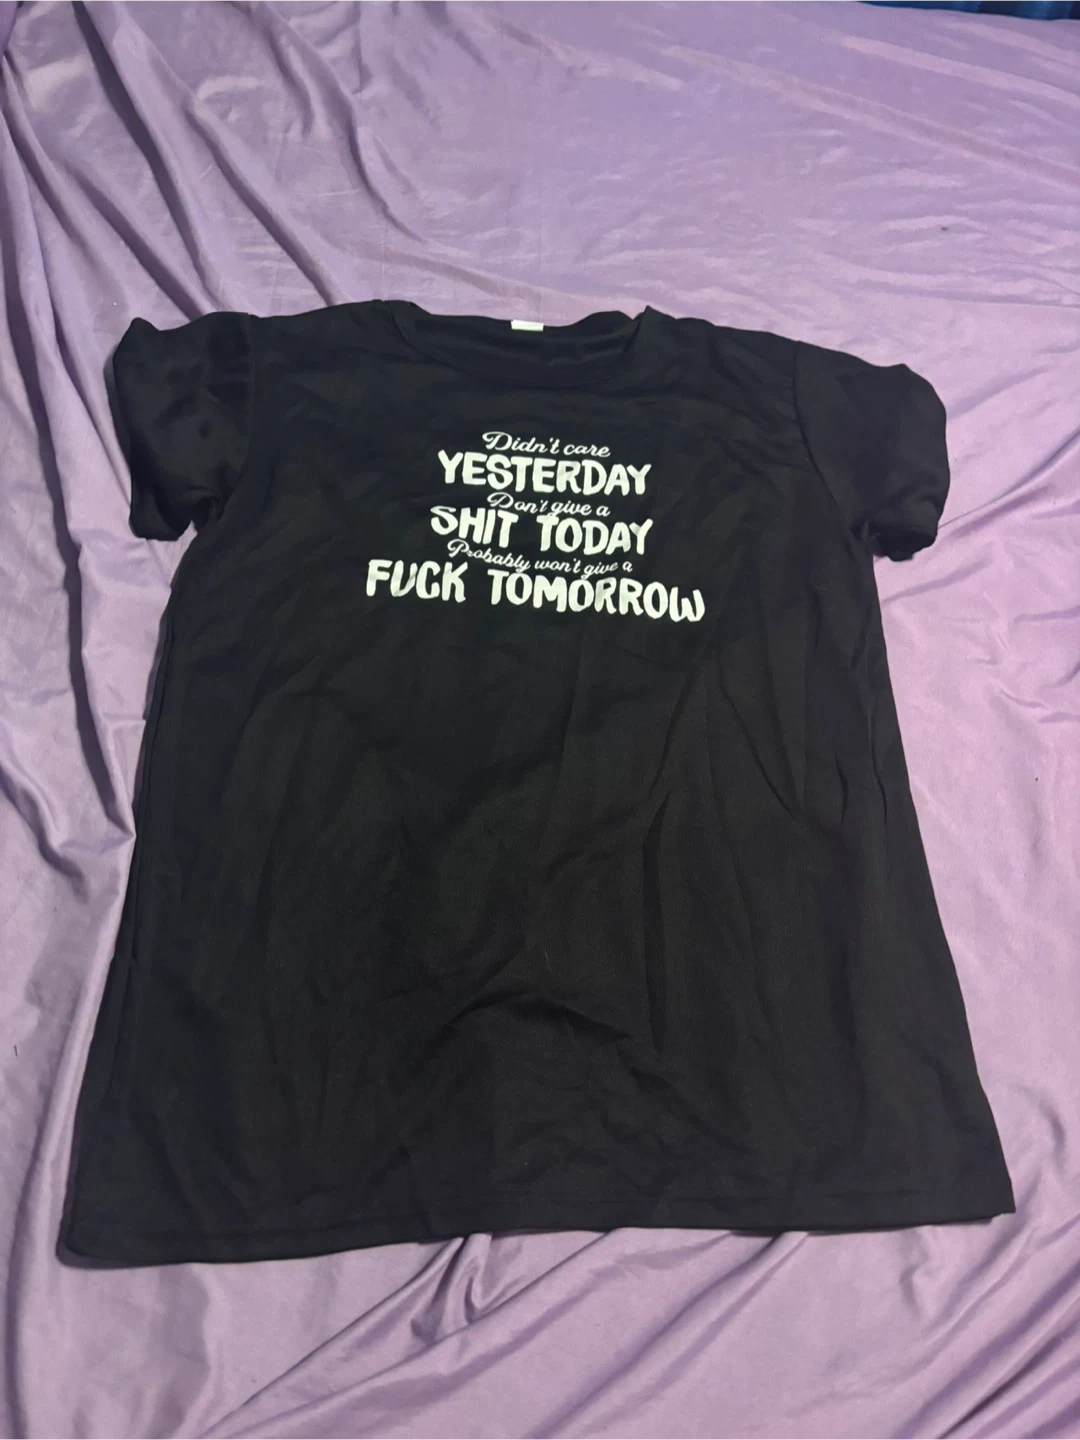 Didn't care
YESTERDAY
Don't give a
SHIT TODAY
Probably won't give a
FUCK TOMORROW